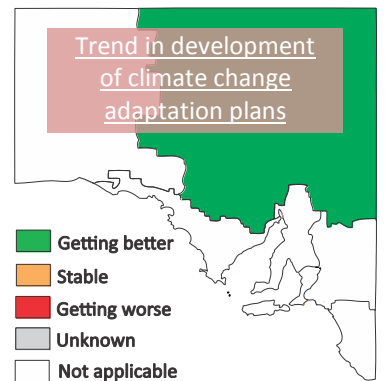 Trend in development
of climate change
adaptation plans
Getting better
Stable
Getting worse
Unknown
Not applicable